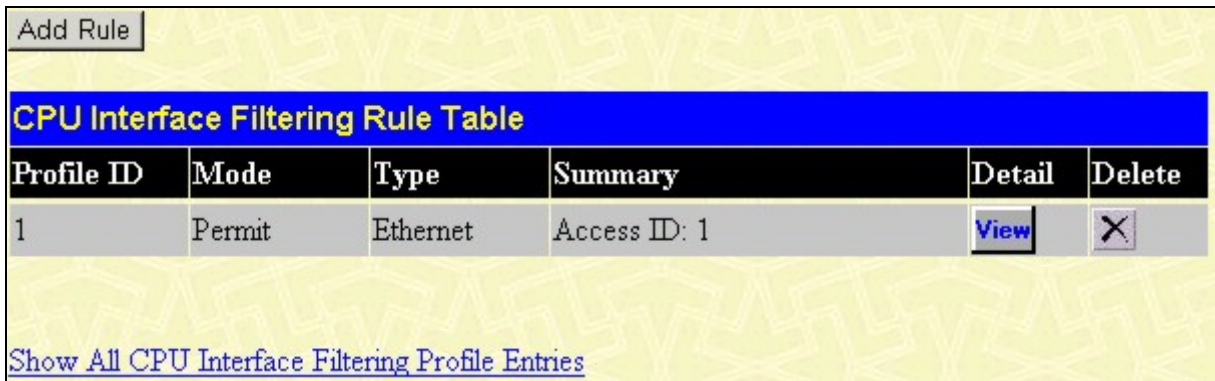 Add Rule
CPU Interface Filtering Rule Table
Profile ID Mode Type Summary Detail Delete
1 Permit Ethernet Access ID: 1 View X
Show All CPU Interface Filtering Profile Entries